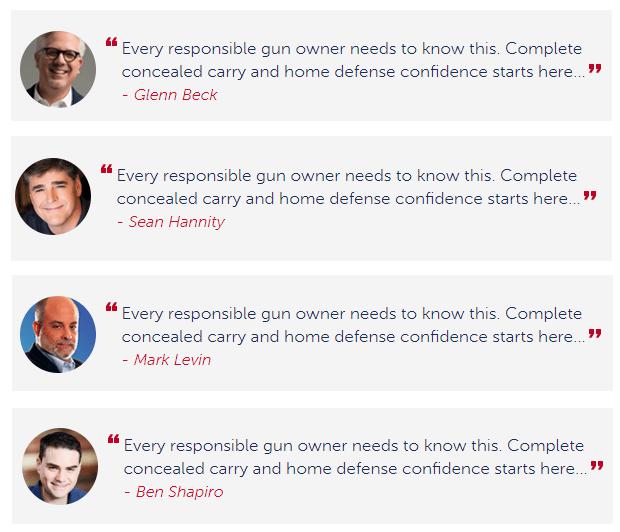 “Every responsible gun owner needs to know this. Complete
concealed carry and home defense confidence starts here...”
- Glenn Beck
“Every responsible gun owner needs to know this. Complete
concealed carry and home defense confidence starts here...”
- Sean Hannity
“Every responsible gun owner needs to know this. Complete
concealed carry and home defense confidence starts here...”
- Mark Levin
“Every responsible gun owner needs to know this. Complete
concealed carry and home defense confidence starts here...”
- Ben Shapiro